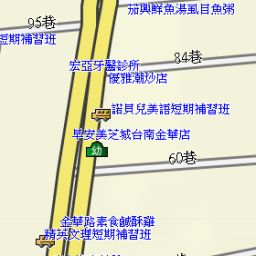 茄興鮮魚湯虱目魚粥
95巷
短期補習班
84巷
宏亞牙醫診所
優雅潮炒店
諾貝兒美語短期補習班
早安美芝城台南金華店
幼
60巷
金華路素食鹹酥雞
精英文理短期補習班